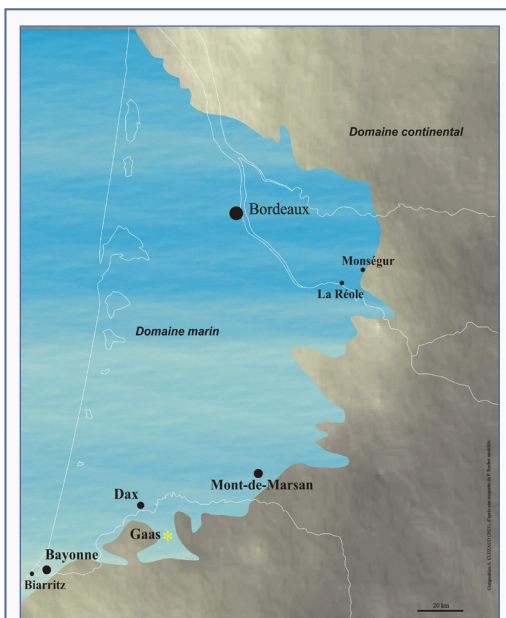 Domaine continental
Bordeaux
Monségur
La Réole
Domaine marin
Mont-de-Marsan
Dax
Gaas
Bayonne
Biarritz
20 km